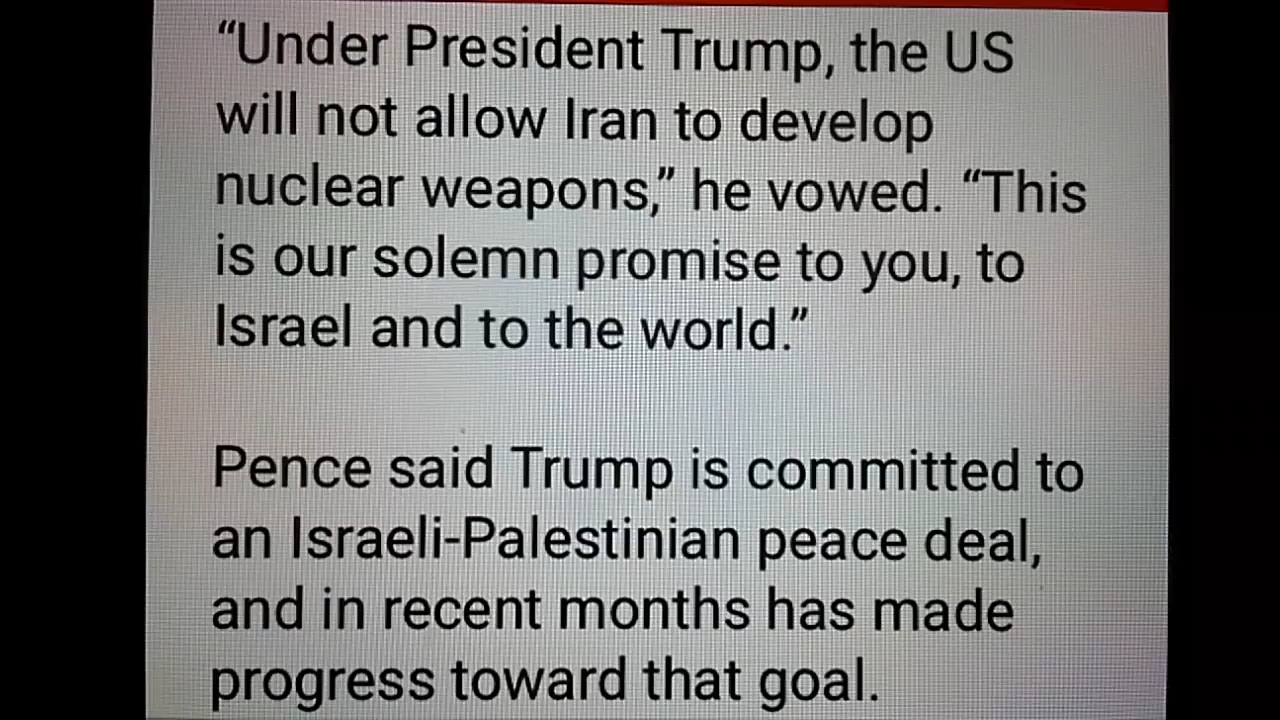 “Under President Trump, the US
will not allow Iran to develop
nuclear weapons,” he vowed. “This
is our solemn promise to you, to
Israel and to the world.”
Pence said Trump is committed to
an Israeli-Palestinian peace deal,
and in recent months has made
progress toward that goal.